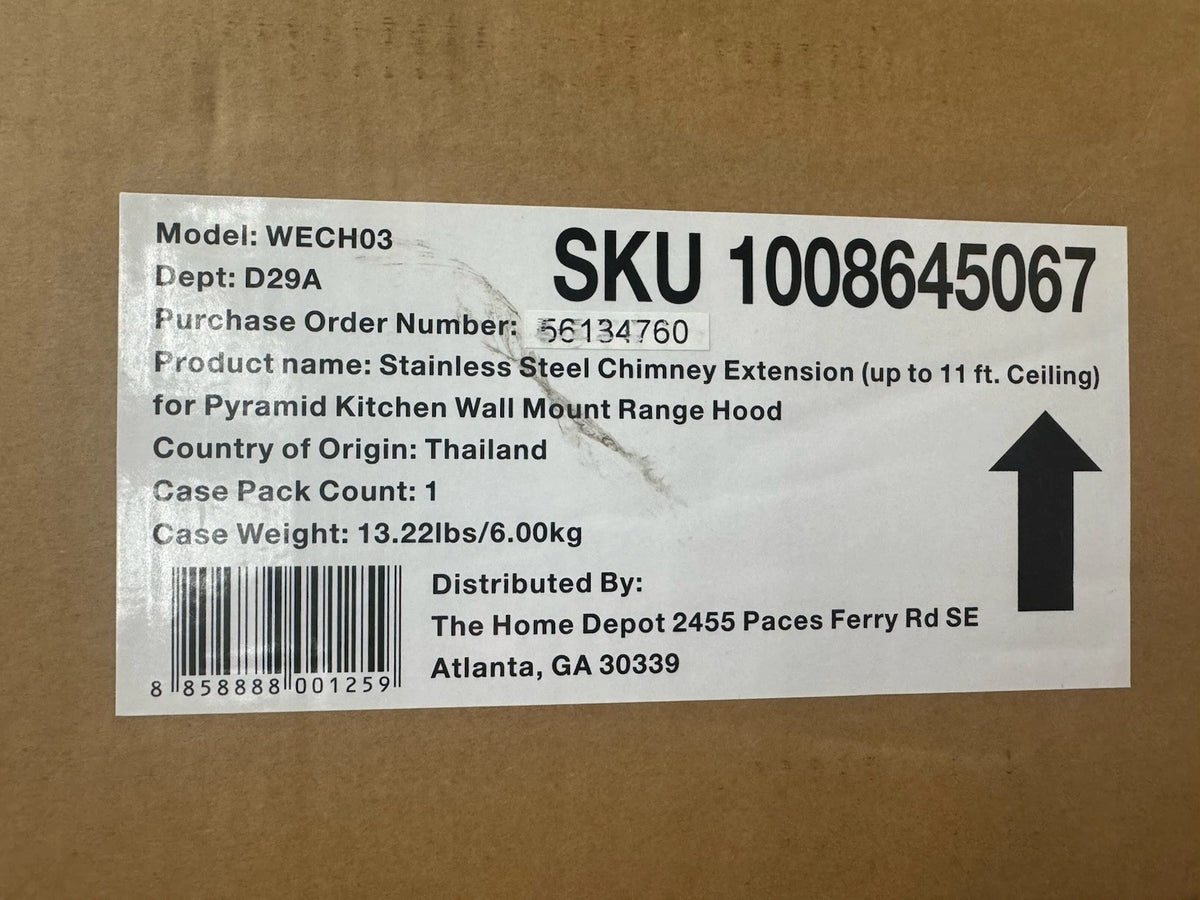 Model: WECH03
SKU 1008645067
Dept: D29A
Purchase Order Number: 56134760
Product name: Stainless Steel Chimney Extension (up to 11 ft. Ceiling)
for Pyramid Kitchen Wall Mount Range Hood
Country of Origin: Thailand
Case Pack Count: 1
Case Weight: 13.22lbs/6.00kg
Distributed By:
The Home Depot 2455 Paces Ferry Rd SE
Atlanta, GA 30339
8 858888 001259